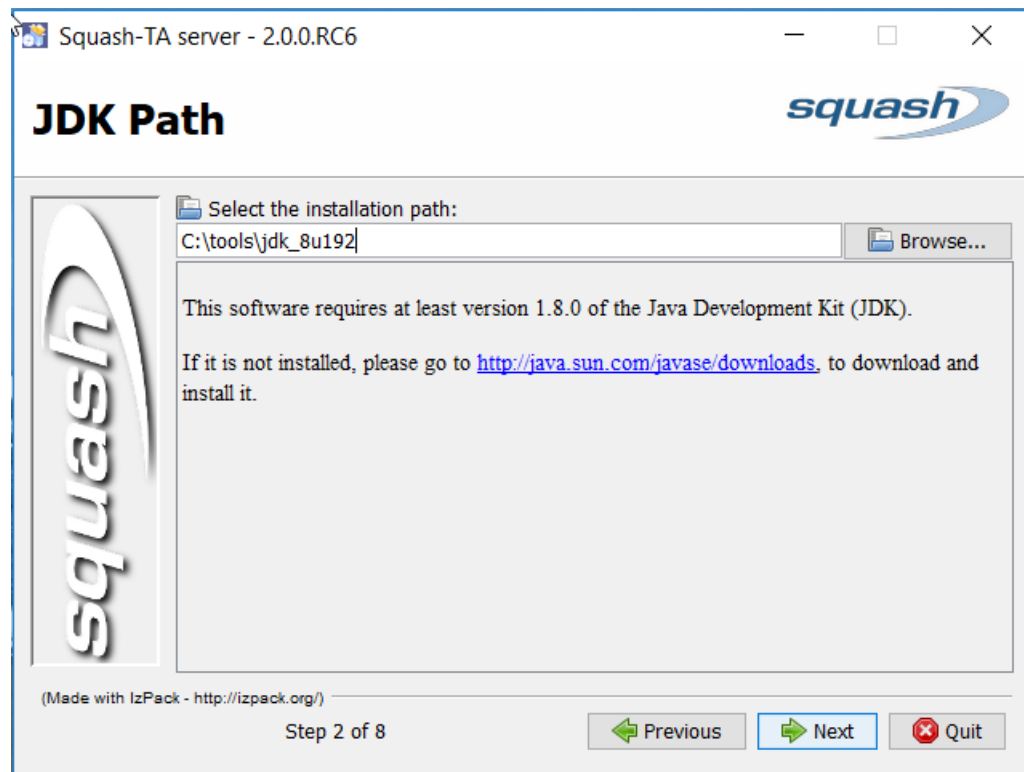 Squash-TA server - 2.0.0.RC6
JDK Path
squash
Select the installation path:
C:\tools\jdk_8u192
Browse...
This software requires at least version 1.8.0 of the Java Development Kit (JDK).
If it is not installed, please go to http://java.sun.com/javase/downloads, to download and
install it.
squash
(Made with IzPack - http://izpack.org/)
Step 2 of 8
Previous
Next
Quit